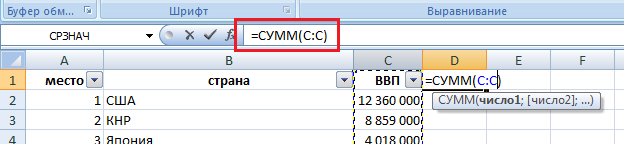 Буфер обм...
Шрифт
Выравнивание
СРЗНАЧ
fx
=СУММ(C:C)
A B C D E F
1 место страна ВВП =СУММ(C:C)
2 1 США 12 360 000
СУММ(число1; [число2]; ...)
3 2 КНР 8 859 000
4 3 Япония 4 018 000